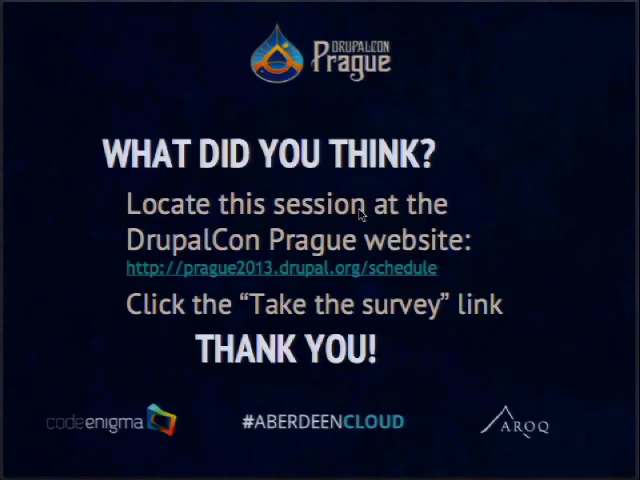 DRUPALCON
Prague
WHAT DID YOU THINK?
Locate this session at the
DrupalCon Prague website:
http://prague2013.drupal.org/schedule
Click the “Take the survey” link
THANK YOU!
codeenigma
#ABERDEENCLOUD
AROQ